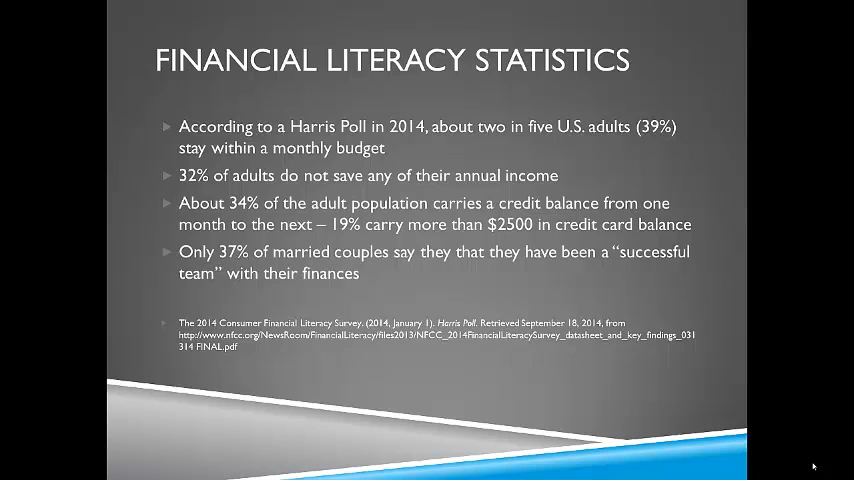 FINANCIAL LITERACY STATISTICS
According to a Harris Poll in 2014, about two in five U.S. adults (39%)
stay within a monthly budget
32% of adults do not save any of their annual income
About 34% of the adult population carries a credit balance from one
month to the next – 19% carry more than $2500 in credit card balance
Only 37% of married couples say they that they have been a “successful
team” with their finances
The 2014 Consumer Financial Literacy Survey. (2014, January 1). Harris Poll. Retrieved September 18, 2014, from
http://www.nfcc.org/NewsRoom/FinancialLiteracy/files2013/NFCC_2014FinancialLiteracySurvey_datasheet_and_key_findings_031
314 FINAL.pdf